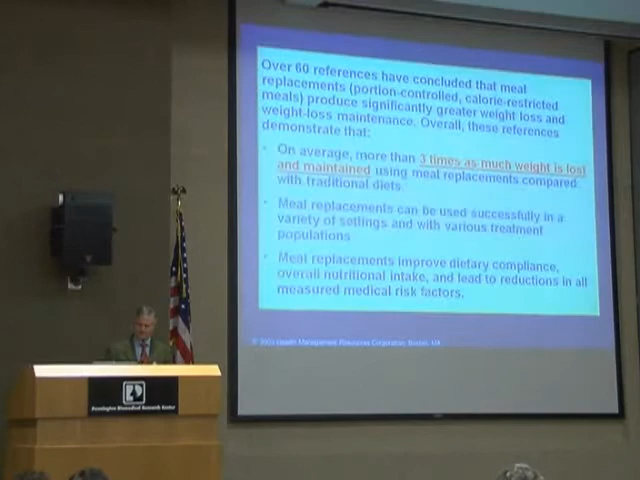 Over 60 references have concluded that meal
replacements (portion-controlled, calorie-restricted
meals) produce significantly greater weight loss and
weight-loss maintenance. Overall, these references
demonstrate that:
• On average, more than 3 times as much weight is lost
and maintained using meal replacements compared
with traditional diets.
• Meal replacements can be used successfully in a
variety of settings and with various treatment
populations
• Meal replacements improve dietary compliance,
overall nutritional intake, and lead to reductions in all
measured medical risk factors.
Health Management Resources Corporation, Boston, MA
Pennington Biomedical Research Center